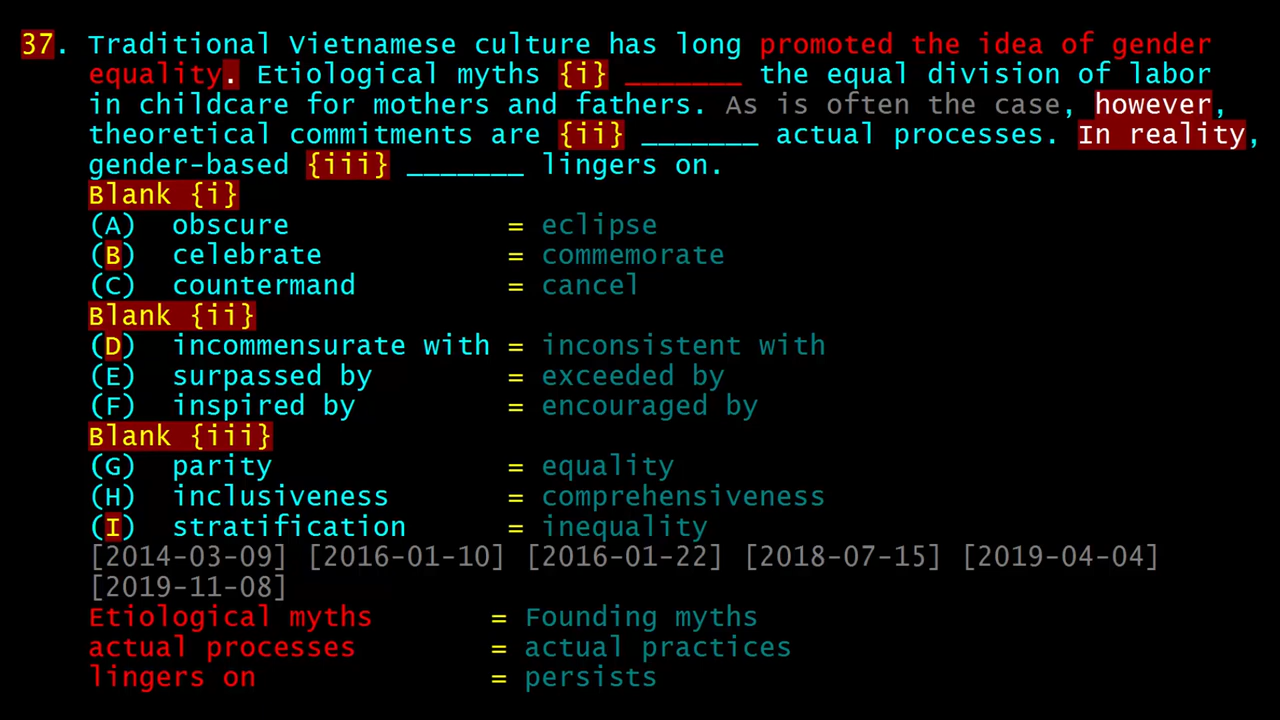 37. Traditional Vietnamese culture has long promoted the idea of gender
equality. Etiological myths {i} _______ the equal division of labor
in childcare for mothers and fathers. As is often the case, however,
theoretical commitments are {ii} _______ actual processes. In reality,
gender-based {iii} _______ lingers on.
Blank {i}
(A) obscure = eclipse
(B) celebrate = commemorate
(C) countermand = cancel
Blank {ii}
(D) incommensurate with = inconsistent with
(E) surpassed by = exceeded by
(F) inspired by = encouraged by
Blank {iii}
(G) parity = equality
(H) inclusiveness = comprehensiveness
(I) stratification = inequality
[2014-03-09] [2016-01-10] [2016-01-22] [2018-07-15] [2019-04-04]
[2019-11-08]
Etiological myths = Founding myths
actual processes = actual practices
lingers on = persists